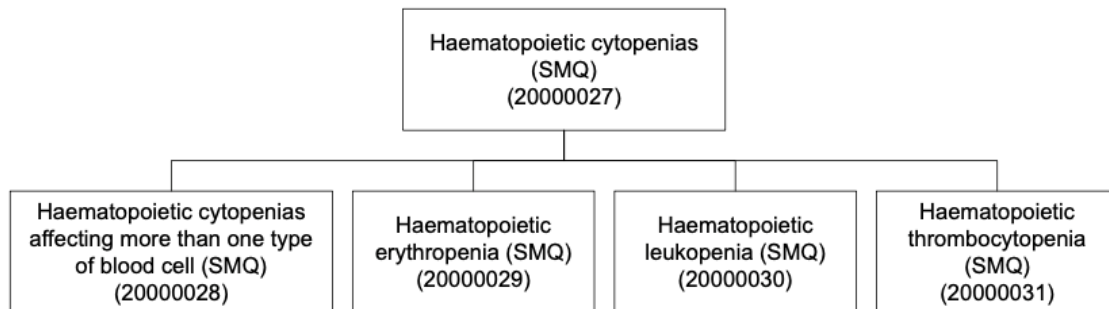 Haematopoietic cytopenias
(SMQ)
(20000027)
Haematopoietic cytopenias
affecting more than one type
of blood cell (SMQ)
(20000028)
Haematopoietic
erythropenia (SMQ)
(20000029)
Haematopoietic
leukopenia (SMQ)
(20000030)
Haematopoietic
thrombocytopenia
(SMQ)
(20000031)